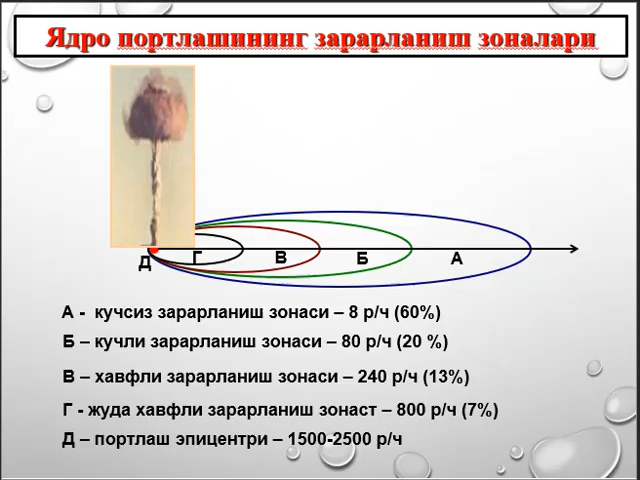 Ядро портлашининг зарарланиш зоналари
Д Г В Б А
А - кучсиз зарарланиш зонаси – 8 р/ч (60%)
Б – кучли зарарланиш зонаси – 80 р/ч (20 %)
В – хавфли зарарланиш зонаси – 240 р/ч (13%)
Г - жуда хавфли зарарланиш зонаст – 800 р/ч (7%)
Д – портлаш эпицентри – 1500-2500 р/ч